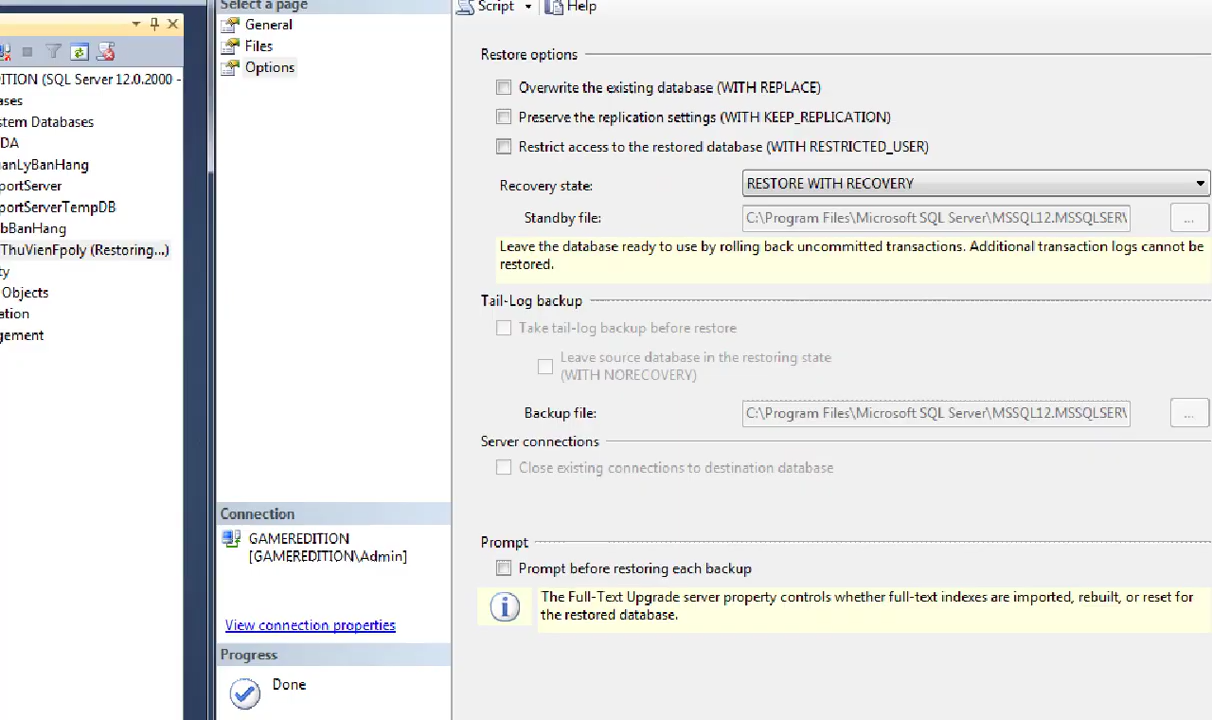 Select a page
General
Files
Options
Script
Help
ITION (SQL Server 12.0.2000 -
ases
stem Databases
DA
uanLyBanHang
portServer
portServerTempDB
bBanHang
ThuVienFpoly (Restoring...)
ty
Objects
ation
gement
Restore options
Overwrite the existing database (WITH REPLACE)
Preserve the replication settings (WITH KEEP_REPLICATION)
Restrict access to the restored database (WITH RESTRICTED_USER)
Recovery state:
RESTORE WITH RECOVERY
Standby file:
C:\Program Files\Microsoft SQL Server\MSSQL12.MSSQLSER\
...
Leave the database ready to use by rolling back uncommitted transactions. Additional transaction logs cannot be
restored.
Tail-Log backup
Take tail-log backup before restore
Leave source database in the restoring state
(WITH NORECOVERY)
Backup file:
C:\Program Files\Microsoft SQL Server\MSSQL12.MSSQLSER\
...
Server connections
Close existing connections to destination database
Prompt
Prompt before restoring each backup
The Full-Text Upgrade server property controls whether full-text indexes are imported, rebuilt, or reset for
the restored database.
Connection
GAMEREDITION
[GAMEREDITION\Admin]
View connection properties
Progress
Done